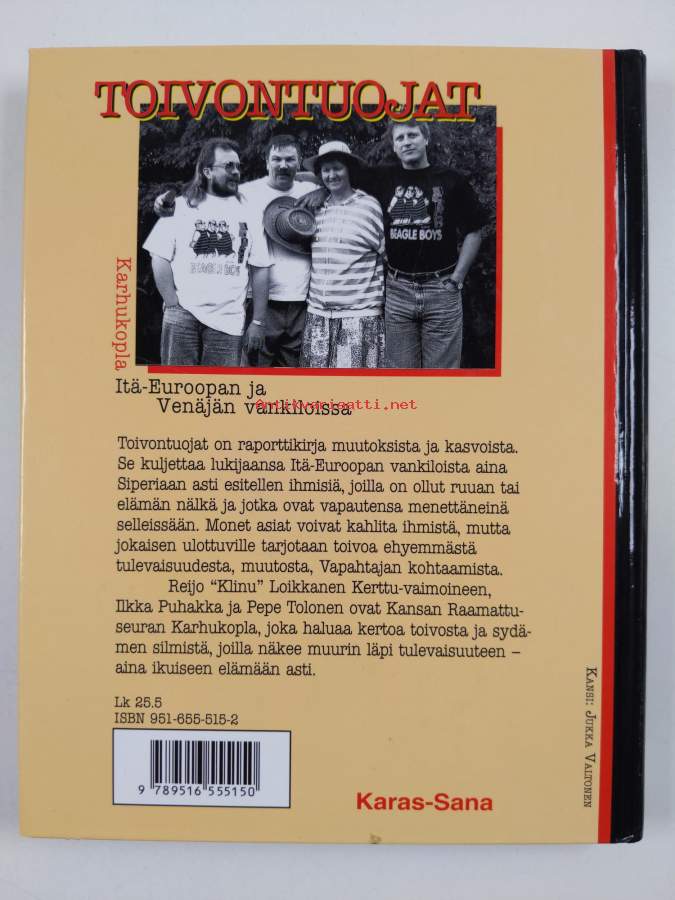 TOIVONTUOJAT
BEAGLE BOYS
BEAGLE BOYS
Karhukopla
Itä-Euroopan ja
Venäjän vankiloissa
Antikvariaatti.net
Toivontuojat on raporttikirja muutoksista ja kasvoista.
Se kuljettaa lukijaansa Itä-Euroopan vankiloista aina
Siperiaan asti esitellen ihmisiä, joilla on ollut ruuan tai
elämän nälkä ja jotka ovat vapautensa menettäneinä
selleissään. Monet asiat voivat kahlita ihmistä, mutta
jokaisen ulottuville tarjotaan toivoa ehyemmästä
tulevaisuudesta, muutosta, Vapahtajan kohtaamista.
Reijo "Klinu" Loikkanen Kerttu-vaimoineen,
Ilkka Puhakka ja Pepe Tolonen ovat Kansan Raamattu-
seuran Karhukopla, joka haluaa kertoa toivosta ja sydä-
men silmistä, joilla näkee muurin läpi tulevaisuuteen –
aina ikuiseen elämään asti.
Lk 25.5
ISBN 951-655-515-2
9 789516 555150
Karas-Sana
KANSI: JUKKA VALTONEN